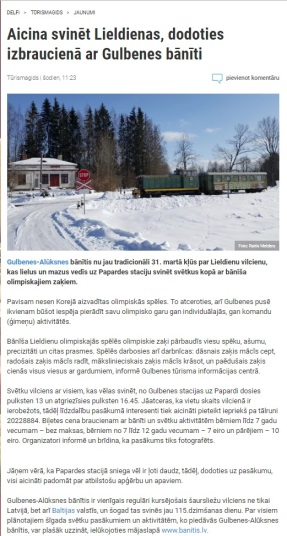 DELFI / TŪRISMAGIDS / JAUNUMI
Aicina svinēt Lieldienas, dodoties
izbraucienā ar Gulbenes bānīti
Tūrismagids | šodien, 11:23
pievienot komentāru
Gulbenes-Alūksnes bānītis nu jau tradicionāli 31. martā kļūs par Lieldienu vilcienu,
kas lielus un mazus vedīs uz Papardes staciju svinēt svētkus kopā ar bānīša
olimpiskajiem zaķiem.
Pavisam nesen Korejā aizvadītas olimpiskās spēles. To atceroties, arī Gulbenes pusē
ikvienam būšot iespēja pierādīt savu olimpisko garu gan individuālajās, gan komandu
(ģimeņu) aktivitātēs.
Bānīša Lieldienu olimpiskajās spēlēs olimpiskie zaķi pārbaudīs viesu spēku, ašumu,
precizitāti un citas prasmes. Spēlēs darbosies arī darbnīcas: dāsnais zaķis mācīs cept,
radošais zaķis mācīs radīt, mākslinieciskais zaķis mācīs krāsot, un paēdušais zaķis
cienās visus viesus ar gardumiem, informē Gulbenes tūrisma informācijas centrā.
Svētku vilciens ar visiem, kas vēlas svinēt, no Gulbenes stacijas uz Papardi dosies
pulksten 13 un atgriezīsies pulksten 16.45. Jāatceras, ka vietu skaits vilcienā ir
ierobežots, tādēļ līdzdalību pasākumā interesenti tiek aicināti pieteikt iepriekš pa tālruni
20228884. Biļetes cena braucienam ar bānīti un svētku aktivitātēm bērniem līdz 7 gadu
vecumam – bez maksas, bērniem no 7 līdz 12 gadu vecumam – 7 eiro un pārējiem – 10
eiro. Organizatori informē un brīdina, ka pasākums tiks fotografēts.
Jāņem vērā, ka Papardes stacijā sniega vēl ir ļoti daudz, tādēļ, dodoties uz pasākumu,
visi aicināti padomāt par atbilstošu apģērbu un apaviem.
Gulbenes-Alūksnes bānītis ir vienīgais regulāri kursējošais šaursliežu vilciens ne tikai
Latvijā, bet arī Baltijas valstīs, un šogad tas svinēs jau 115.dzimšanas dienu. Par visiem
plānotajiem šīgada svētku pasākumiem un aktivitātēm, ko piedāvās Gulbenes-Alūksnes
bānītis, var plašāk uzzināt, ielūkojoties mājaslapā www.banitis.lv.